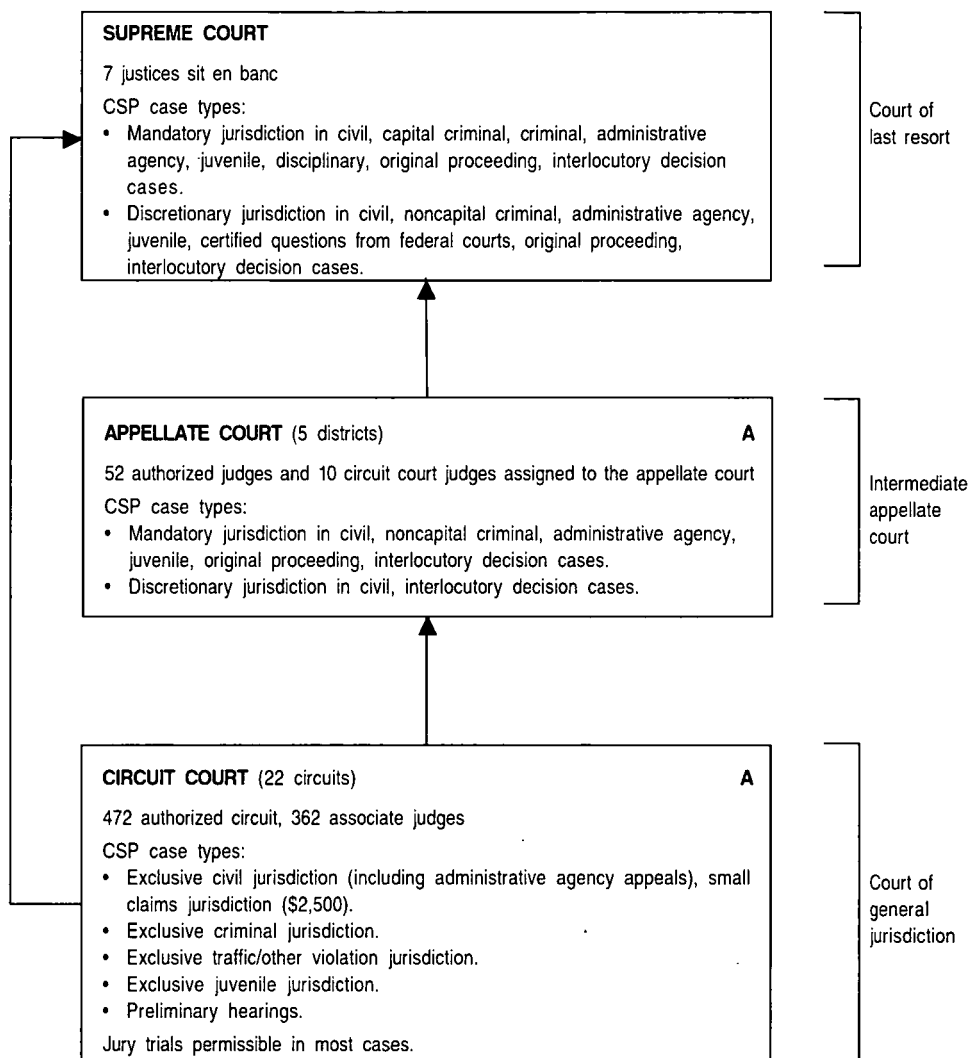 SUPREME COURT
7 justices sit en banc
CSP case types:
• Mandatory jurisdiction in civil, capital criminal, criminal, administrative
agency, juvenile, disciplinary, original proceeding, interlocutory decision
cases.
• Discretionary jurisdiction in civil, noncapital criminal, administrative agency,
juvenile, certified questions from federal courts, original proceeding,
interlocutory decision cases.
Court of
last resort
APPELLATE COURT (5 districts) A
52 authorized judges and 10 circuit court judges assigned to the appellate court
CSP case types:
• Mandatory jurisdiction in civil, noncapital criminal, administrative agency,
juvenile, original proceeding, interlocutory decision cases.
• Discretionary jurisdiction in civil, interlocutory decision cases.
Intermediate
appellate
court
CIRCUIT COURT (22 circuits) A
472 authorized circuit, 362 associate judges
CSP case types:
• Exclusive civil jurisdiction (including administrative agency appeals), small
claims jurisdiction ($2,500).
• Exclusive criminal jurisdiction.
• Exclusive traffic/other violation jurisdiction.
• Exclusive juvenile jurisdiction.
• Preliminary hearings.
Jury trials permissible in most cases.
Court of
general
jurisdiction